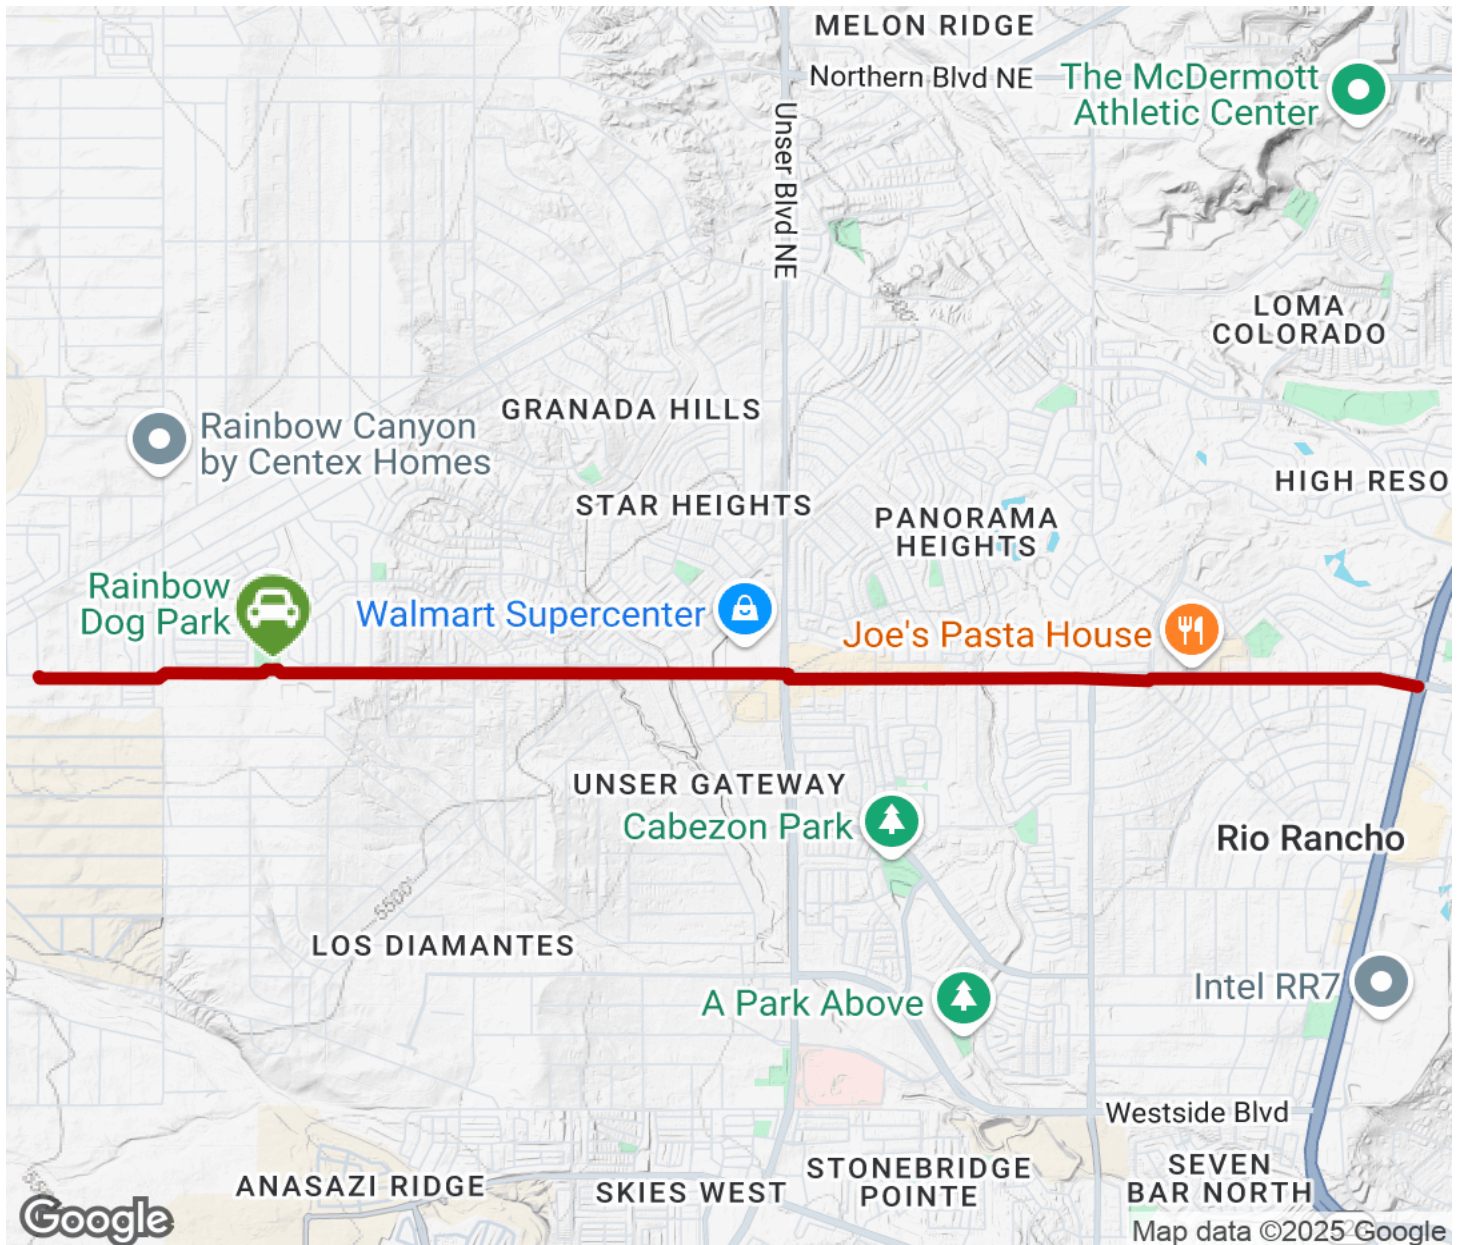 MELON RIDGE
Northern Blvd NE
The McDermott
Athletic Center
Unser Blvd NE
LOMA
COLORADO
GRANADA HILLS
Rainbow Canyon
by Centex Homes
HIGH RESO
STAR HEIGHTS
PANORAMA
HEIGHTS
Rainbow
Dog Park
Walmart Supercenter
Joe's Pasta House
UNSER GATEWAY
Cabezon Park
Rio Rancho
5500'
LOS DIAMANTES
Intel RR7
A Park Above
Westside Blvd
STONEBRIDGE
POINTE
SEVEN
BAR NORTH
ANASAZI RIDGE
SKIES WEST
Google
Map data ©2025 Google